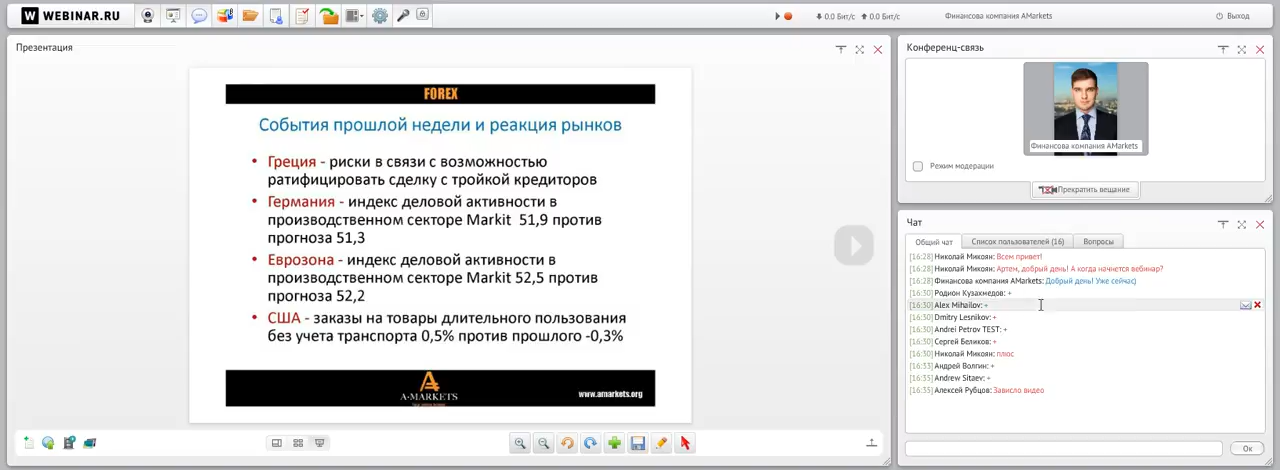 WEBINAR.RU
0.0 Бит/с 0.0 Бит/с
Финансова компания AMarkets
Выход
Презентация
FOREX
События прошлой недели и реакция рынков
• Греция - риски в связи с возможностью
ратифицировать сделку с тройкой кредиторов
• Германия - индекс деловой активности в
производственном секторе Markit 51,9 против
прогноза 51,3
• Еврозона - индекс деловой активности в
производственном секторе Markit 52,5 против
прогноза 52,2
• США - заказы на товары длительного пользования
без учета транспорта 0,5% против прошлого -0,3%
A·MARKETS
www.amarkets.org
Конференц-связь
Финансова компания AMarkets
Режим модерации
Прекратить вещание
Чат
Общий чат
Список пользователей (16)
Вопросы
[16:28] Николай Микоян: Всем привет!
[16:28] Николай Микоян: Артем, добрый день! А когда начнется вебинар?
[16:28] Финансова компания AMarkets: Добрый день! Уже сейчас)
[16:30] Родион Кузахмедов: +
[16:30] Alex Mihailov: +
[16:30] Dmitry Lesnikov: +
[16:30] Andrei Petrov TEST: +
[16:30] Сергей Беликов: +
[16:30] Николай Микоян: плюс
[16:33] Андрей Волгин: +
[16:35] Andrew Sitaev: +
[16:35] Алексей Рубцов: Зависло видео
Ок